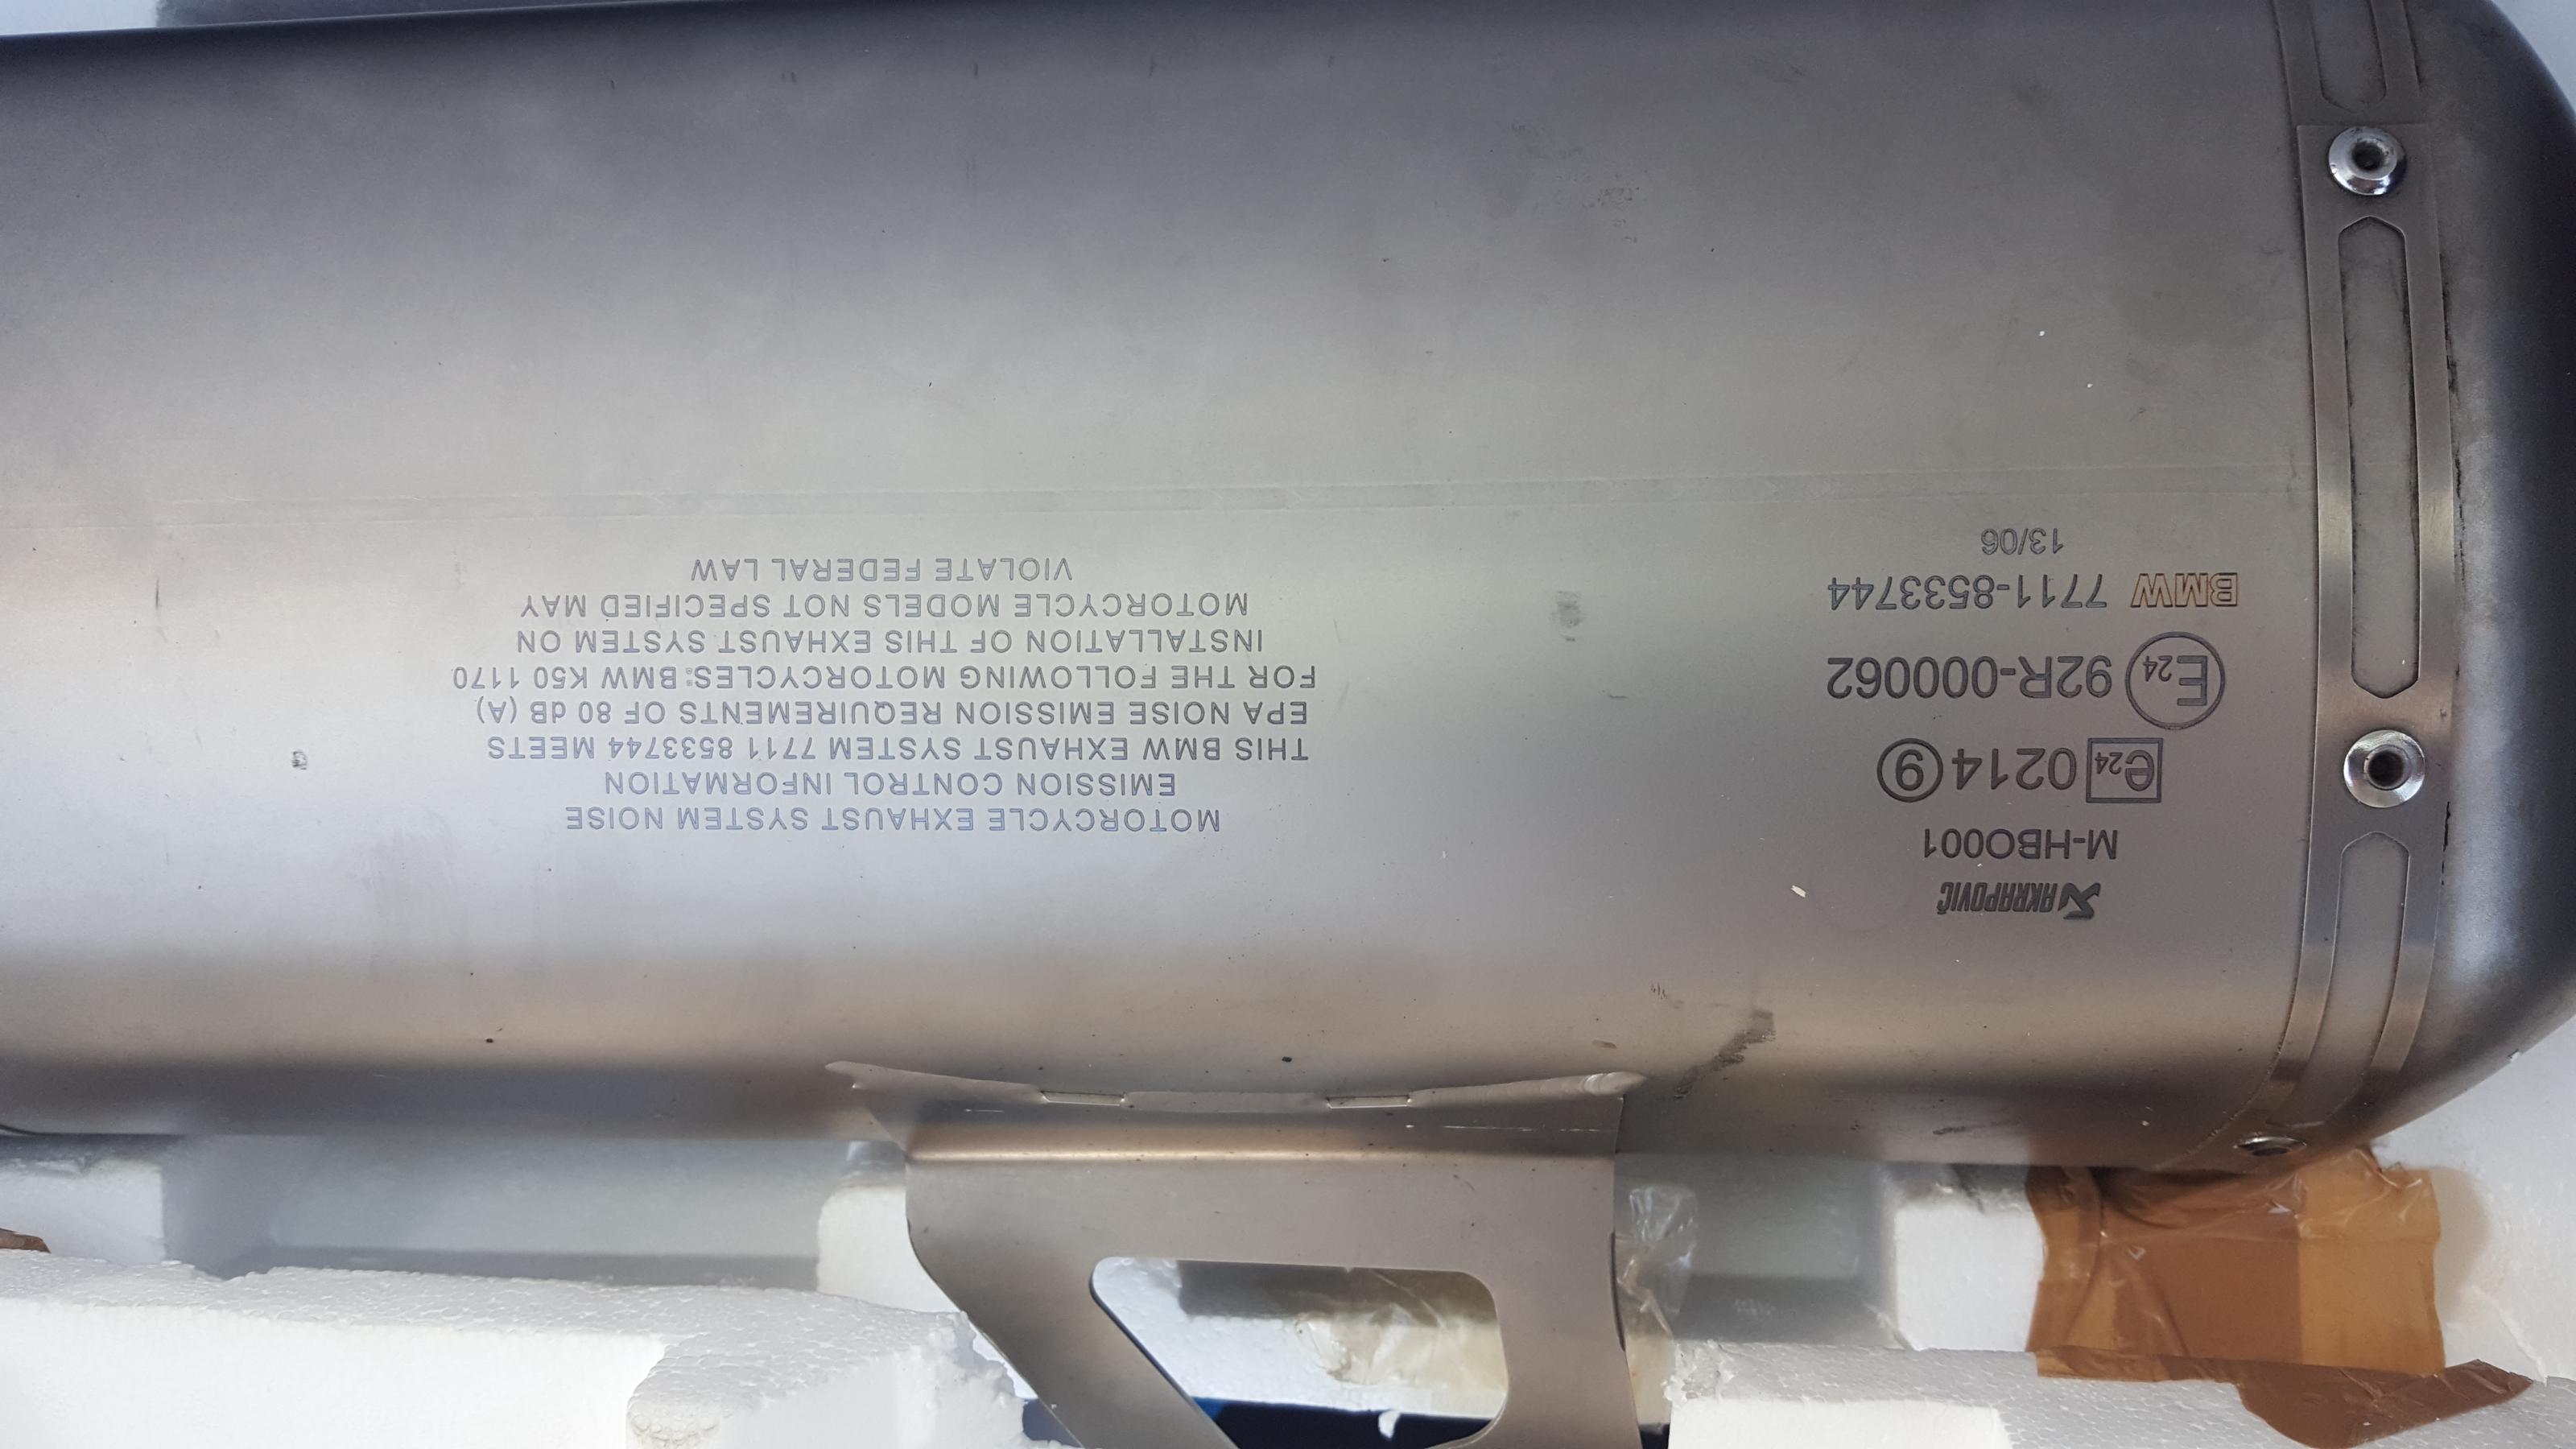 AKRAPOVIČ
M-HBO001
e24 0214 9
E24 92R-000062
BMW 7711-8533744
13/06
MOTORCYCLE EXHAUST SYSTEM NOISE
EMISSION CONTROL INFORMATION
THIS BMW EXHAUST SYSTEM 7711 8533744 MEETS
EPA NOISE EMISSION REQUIREMENTS OF 80 dB (A)
FOR THE FOLLOWING MOTORCYCLES: BMW K50 1170
INSTALLATION OF THIS EXHAUST SYSTEM ON
MOTORCYCLE MODELS NOT SPECIFIED MAY
VIOLATE FEDERAL LAW